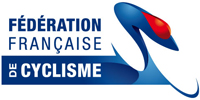 FÉDÉRATION
FRANÇAISE
DE CYCLISME